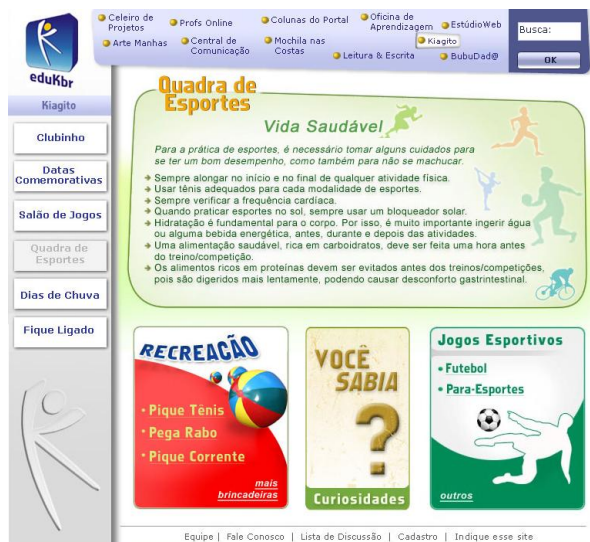 Celeiro de
Projetos
Profs Online
Colunas do Portal
Oficina de
Aprendizagem
EstúdioWeb
Arte Manhas
Central de
Comunicação
Mochila nas
Costas
Leitura & Escrita
Kiagito
BubuDad@
Busca:
OK
eduKbr
Kiagito
Clubinho
Datas
Comemorativas
Salão de Jogos
Quadra de
Esportes
Dias de Chuva
Fique Ligado
Quadra de
Esportes
Vida Saudável
Para a prática de esportes, é necessário tomar alguns cuidados para
se ter um bom desempenho, como também para não se machucar.
Sempre alongar no início e no final de qualquer atividade física.
Usar tênis adequados para cada modalidade de esportes.
Sempre verificar a frequência cardíaca.
Quando praticar esportes no sol, sempre usar um bloqueador solar.
Hidratação é fundamental para o corpo. Por isso, é muito importante ingerir água
ou alguma bebida energética, antes, durante e depois das atividades.
Uma alimentação saudável, rica em carboidratos, deve ser feita uma hora antes
do treino/competição.
Os alimentos ricos em proteínas devem ser evitados antes dos treinos/competições,
pois são digeridos mais lentamente, podendo causar desconforto gastrintestinal.
RECREAÇÃO
• Pique Tênis
• Pega Rabo
• Pique Corrente
mais
brincadeiras
VOCÊ
SABIA
?
Curiosidades
Jogos Esportivos
• Futebol
• Para-Esportes
outros
Equipe | Fale Conosco | Lista de Discussão | Cadastro | Indique esse site